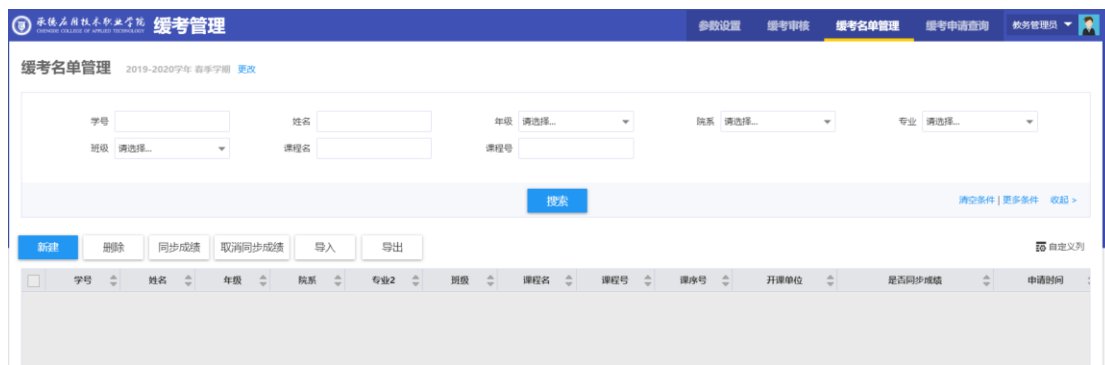 承德应用技术职业学院 缓考管理 参数设置 缓考审核 缓考名单管理 缓考申请查询 教务管理员
CHENGDE COLLEGE OF APPLIED TECHNOLOGY
缓考名单管理 2019-2020学年 春季学期 更改
学号 姓名 年级 请选择... 院系 请选择... 专业 请选择...
班级 请选择... 课程名 课程号
搜索 清空条件 | 更多条件 收起 >
新建 删除 同步成绩 取消同步成绩 导入 导出 自定义列
学号 姓名 年级 院系 专业2 班级 课程名 课程号 课序号 开课单位 是否同步成绩 申请时间